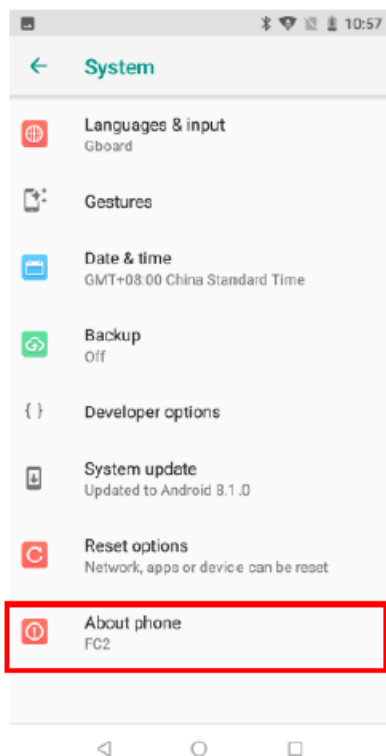 10:57
System
Languages & input
Gboard
Gestures
Date & time
GMT+08:00 China Standard Time
Backup
Off
{ } Developer options
System update
Updated to Android 8.1.0
Reset options
Network, apps or device can be reset
About phone
FC2